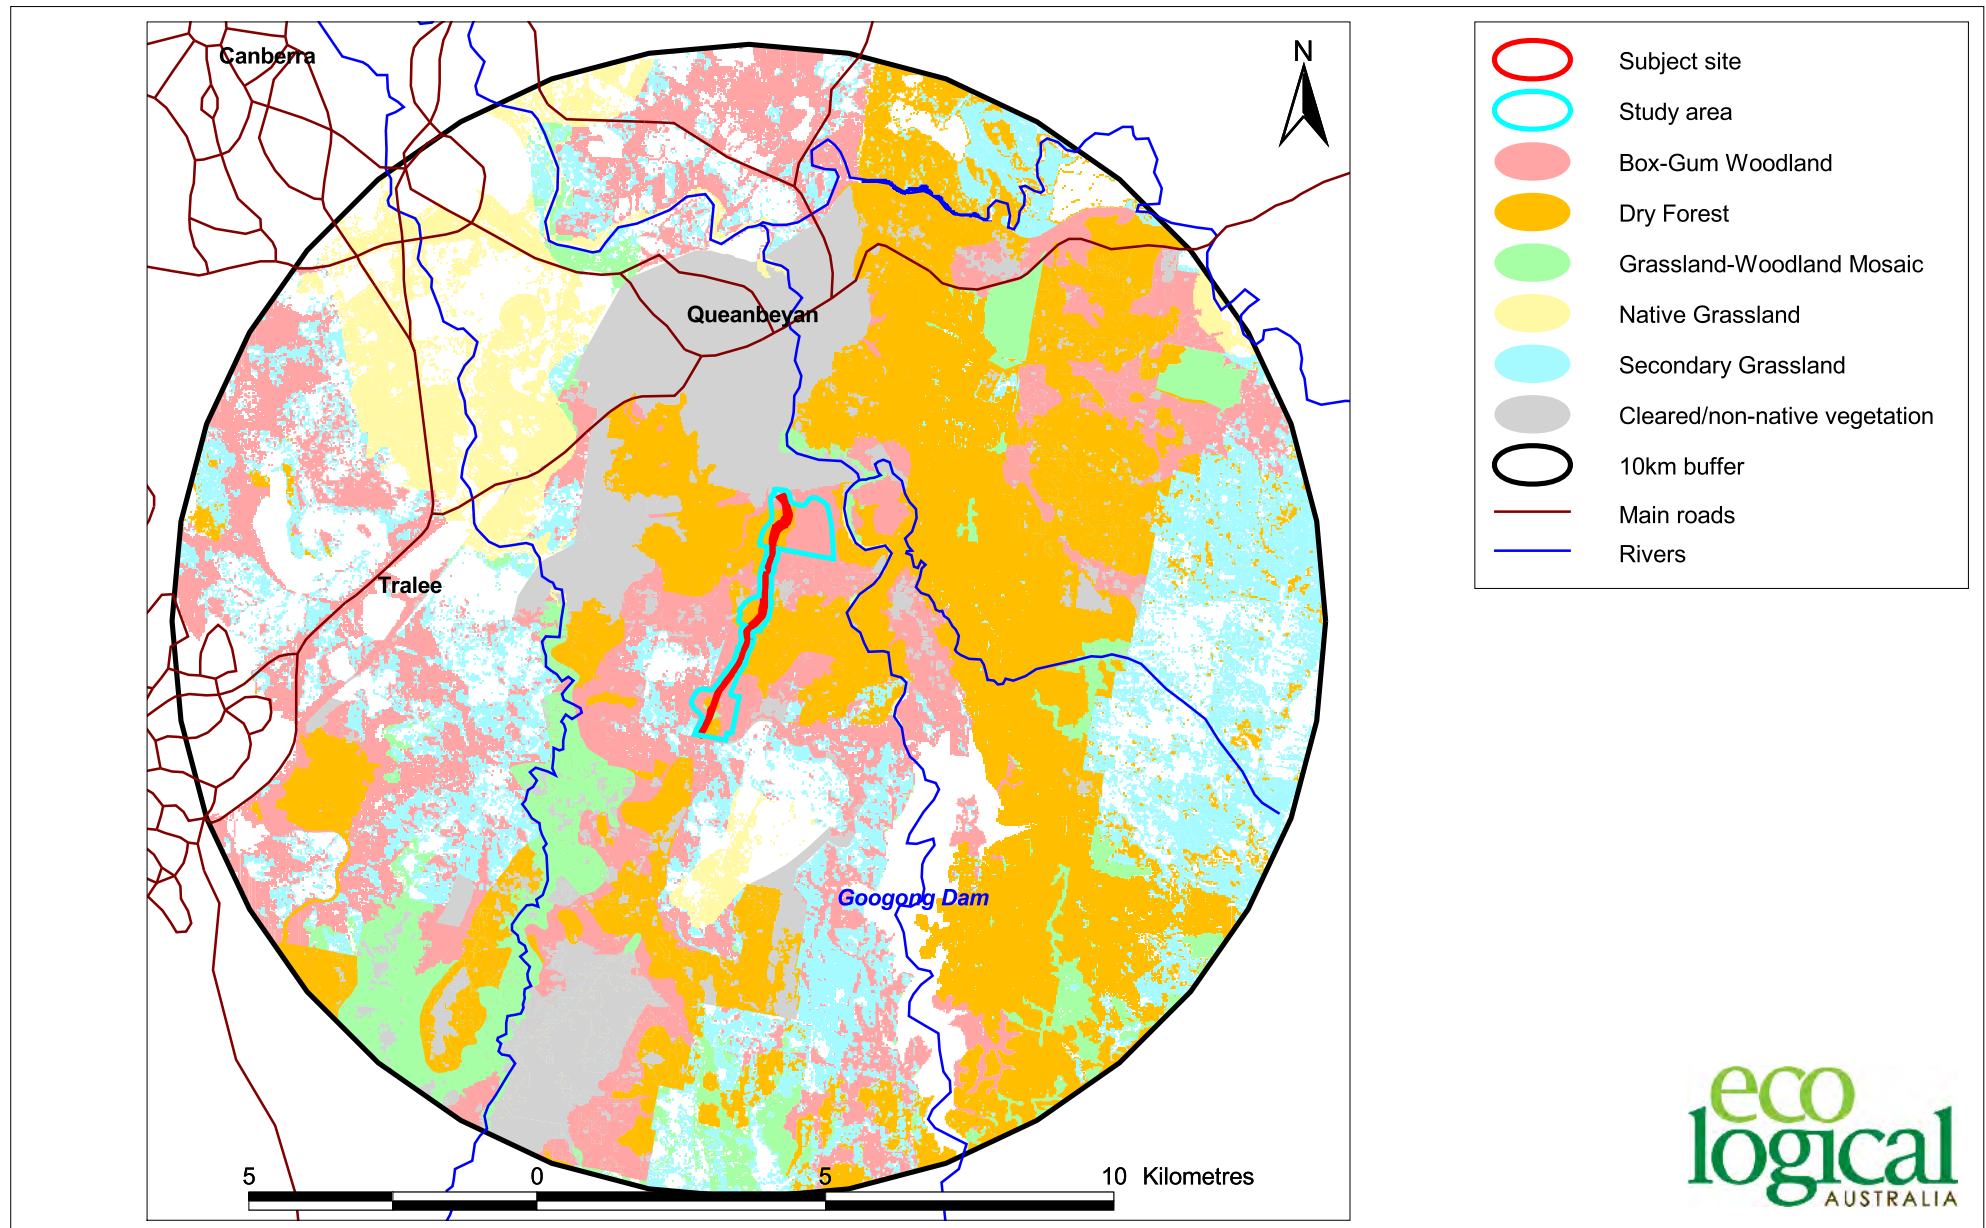 Canberra
N
Queanbeyan
Tralee
Googong Dam
5 0 5 10 Kilometres
Subject site
Study area
Box-Gum Woodland
Dry Forest
Grassland-Woodland Mosaic
Native Grassland
Secondary Grassland
Cleared/non-native vegetation
10km buffer
Main roads
Rivers
eco
logical
AUSTRALIA